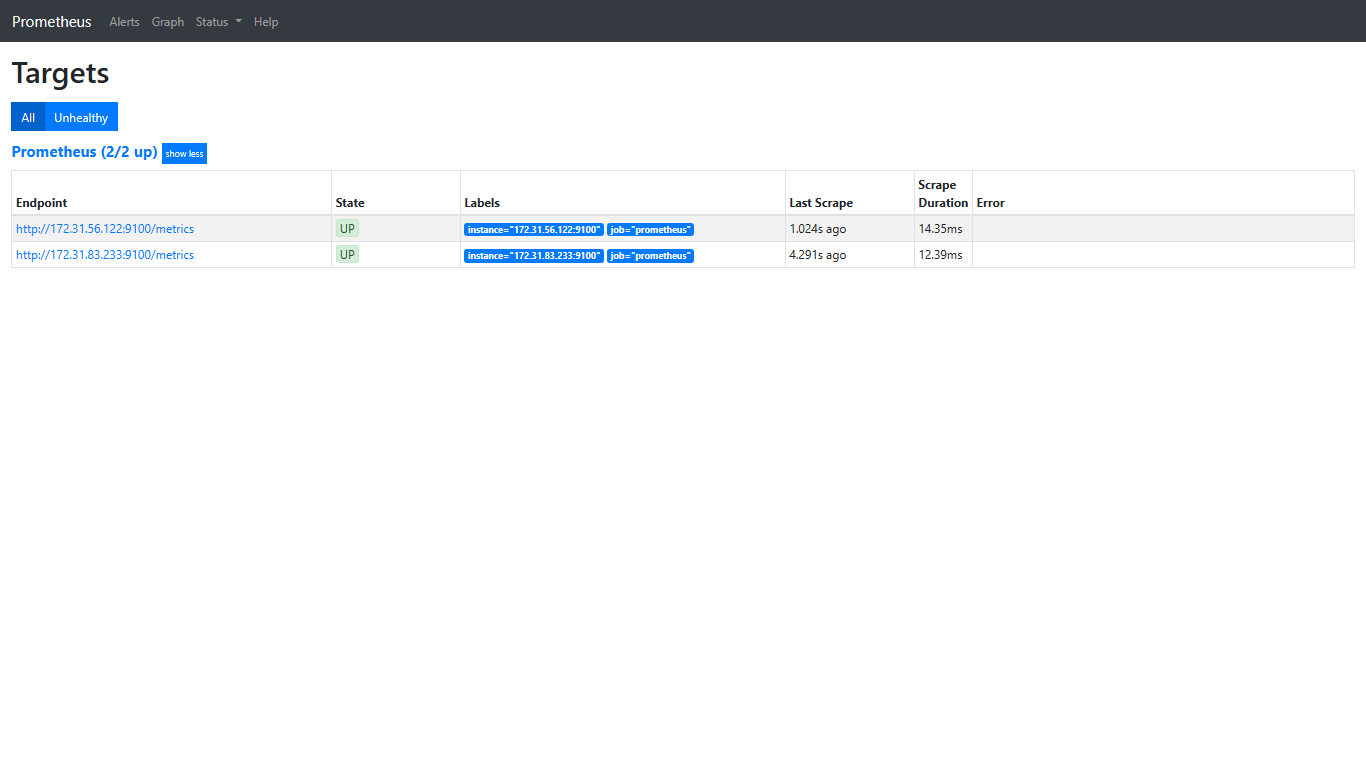 Prometheus Alerts Graph Status Help
Targets
All Unhealthy
Prometheus (2/2 up) show less
Endpoint State Labels Last Scrape Scrape Duration Error
http://172.31.56.122:9100/metrics UP instance="172.31.56.122:9100" job="prometheus" 1.024s ago 14.35ms
http://172.31.83.233:9100/metrics UP instance="172.31.83.233:9100" job="prometheus" 4.291s ago 12.39ms